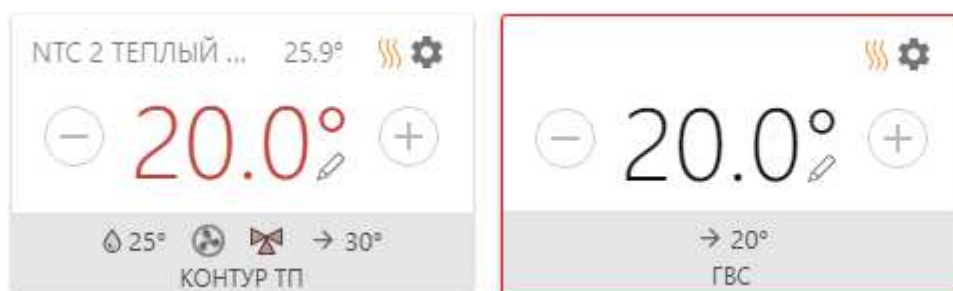 NTC 2 ТЕПЛЫЙ ... 25.9°
20.0°
25° → 30°
КОНТУР ТП
20.0°
→ 20°
ГВС